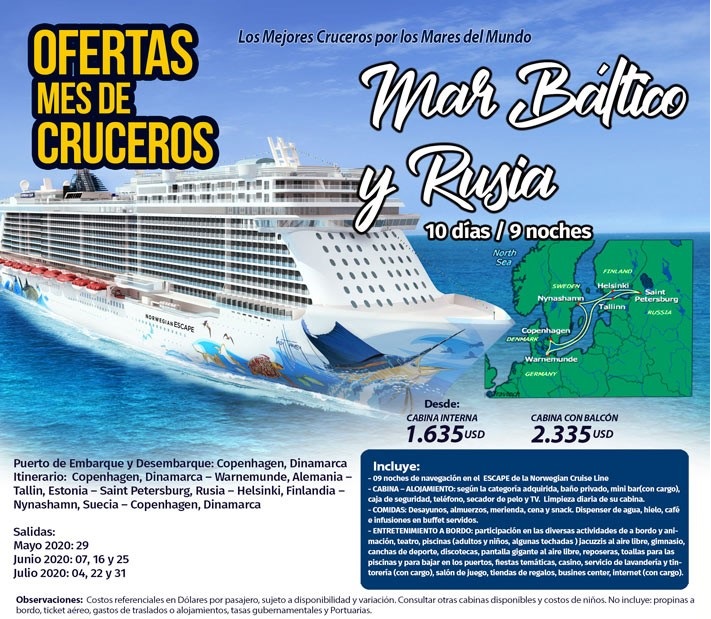 Los Mejores Cruceros por los Mares del Mundo
OFERTAS
MES DE
CRUCEROS
Mar Báltico
y Rusia
10 días / 9 noches
North
Sea
FINLAND
SWEDEN
Helsinki
Saint
Petersburg
Nynashamn
Tallinn
RUSSIA
Copenhagen
DENMARK
Warnemunde
GERMANY
NORWEGIAN ESCAPE
Desde:
CABINA INTERNA
1.635 USD
CABINA CON BALCÓN
2.335 USD
Puerto de Embarque y Desembarque: Copenhagen, Dinamarca
Itinerario: Copenhagen, Dinamarca – Warnemunde, Alemania –
Tallin, Estonia – Saint Petersburg, Rusia – Helsinki, Finlandia –
Nynashamn, Suecia – Copenhagen, Dinamarca
Salidas:
Mayo 2020: 29
Junio 2020: 07, 16 y 25
Julio 2020: 04, 22 y 31
Incluye:
- 09 noches de navegación en el ESCAPE de la Norwegian Cruise Line
- CABINA – ALOJAMIENTO: según la categoría adquirida, baño privado, mini bar(con cargo),
caja de seguridad, teléfono, secador de pelo y TV. Limpieza diaria de su cabina.
- COMIDAS: Desayunos, almuerzos, merienda, cena y snack. Dispenser de agua, hielo, café
e infusiones en buffet servidos.
- ENTRETENIMIENTO A BORDO: participación en las diversas actividades de a bordo y ani-
mación, teatro, piscinas (adultos y niños, algunas techadas ) jacuzzis al aire libre, gimnasio,
canchas de deporte, discotecas, pantalla gigante al aire libre, reposeras, toallas para las
piscinas y para bajar en los puertos, fiestas temáticas, casino, servicio de lavandería y tin-
torería (con cargo), salón de juego, tiendas de regalos, busines center, internet (con cargo).
Observaciones: Costos referenciales en Dólares por pasajero, sujeto a disponibilidad y variación. Consultar otras cabinas disponibles y costos de niños. No incluye: propinas a
bordo, ticket aéreo, gastos de traslados o alojamientos, tasas gubernamentales y Portuarias.